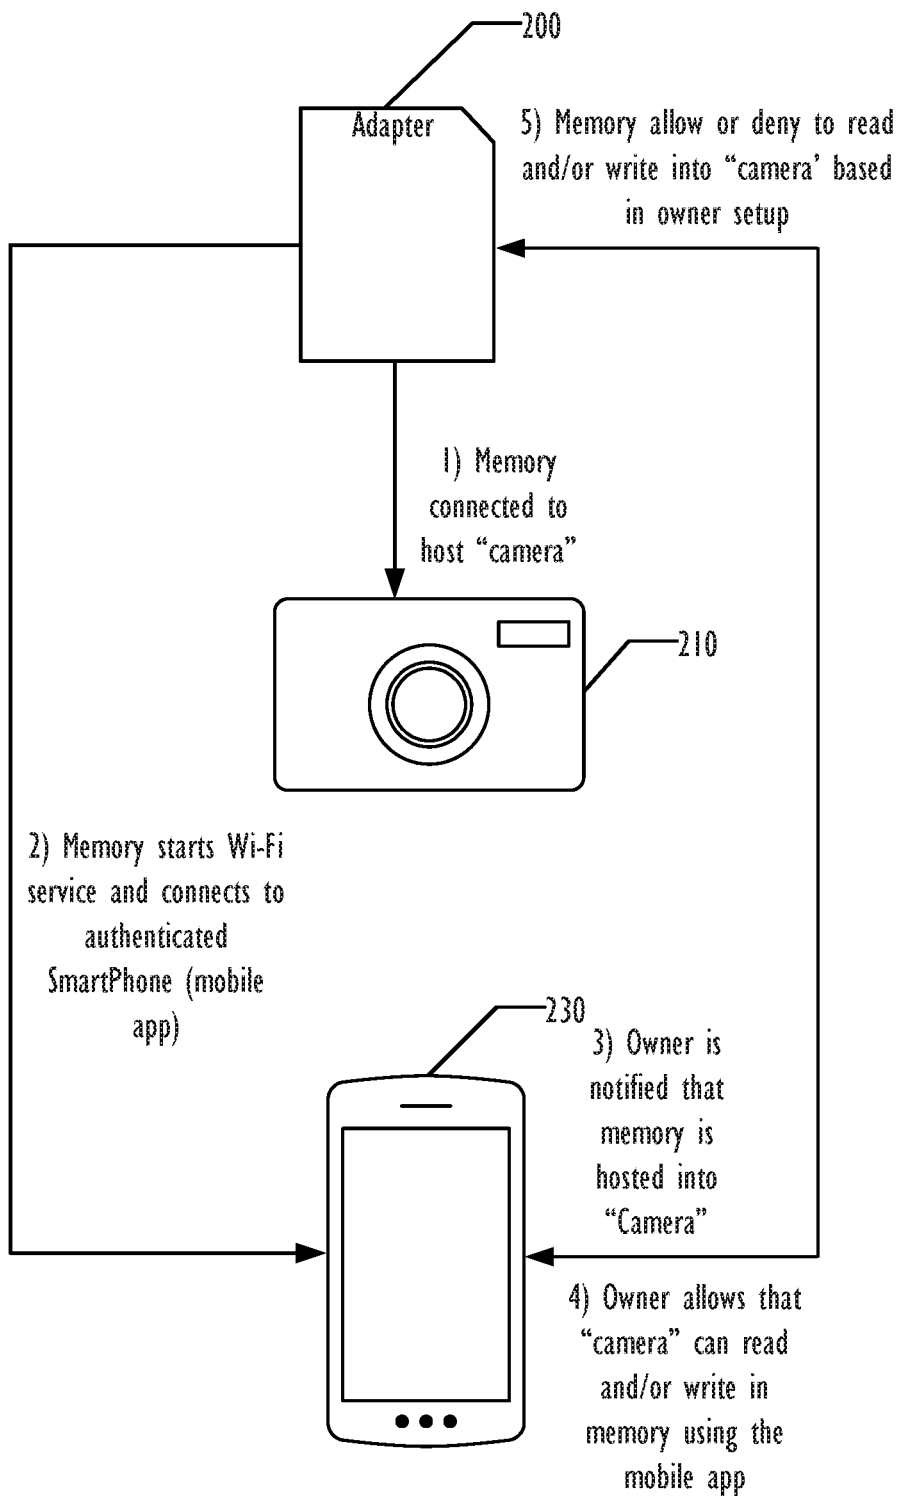 200
Adapter
5) Memory allow or deny to read
and/or write into “camera’ based
in owner setup
1) Memory
connected to
host “camera”
210
2) Memory starts Wi-Fi
service and connects to
authenticated
SmartPhone (mobile
app)
230
3) Owner is
notified that
memory is
hosted into
“Camera”
4) Owner allows that
“camera” can read
and/or write in
memory using the
mobile app